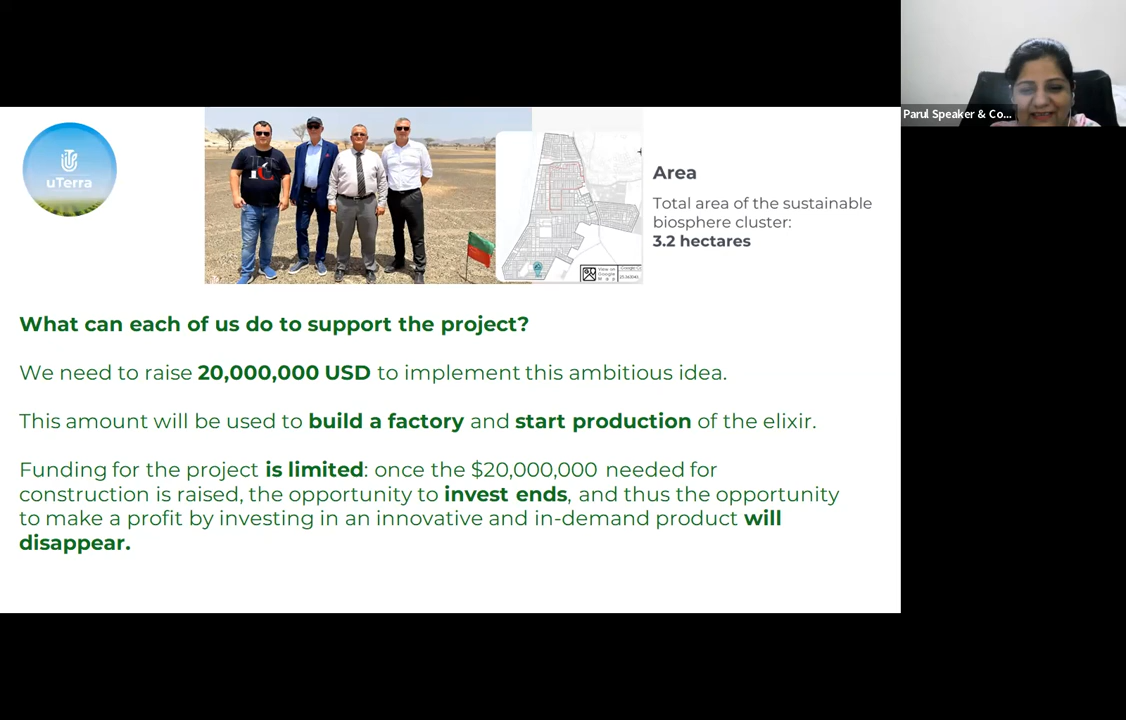 Parul Speaker & Co...
uTerra
Area
Total area of the sustainable
biosphere cluster:
3.2 hectares
View on
Google
What can each of us do to support the project?
We need to raise 20,000,000 USD to implement this ambitious idea.
This amount will be used to build a factory and start production of the elixir.
Funding for the project is limited: once the $20,000,000 needed for
construction is raised, the opportunity to invest ends, and thus the opportunity
to make a profit by investing in an innovative and in-demand product will
disappear.